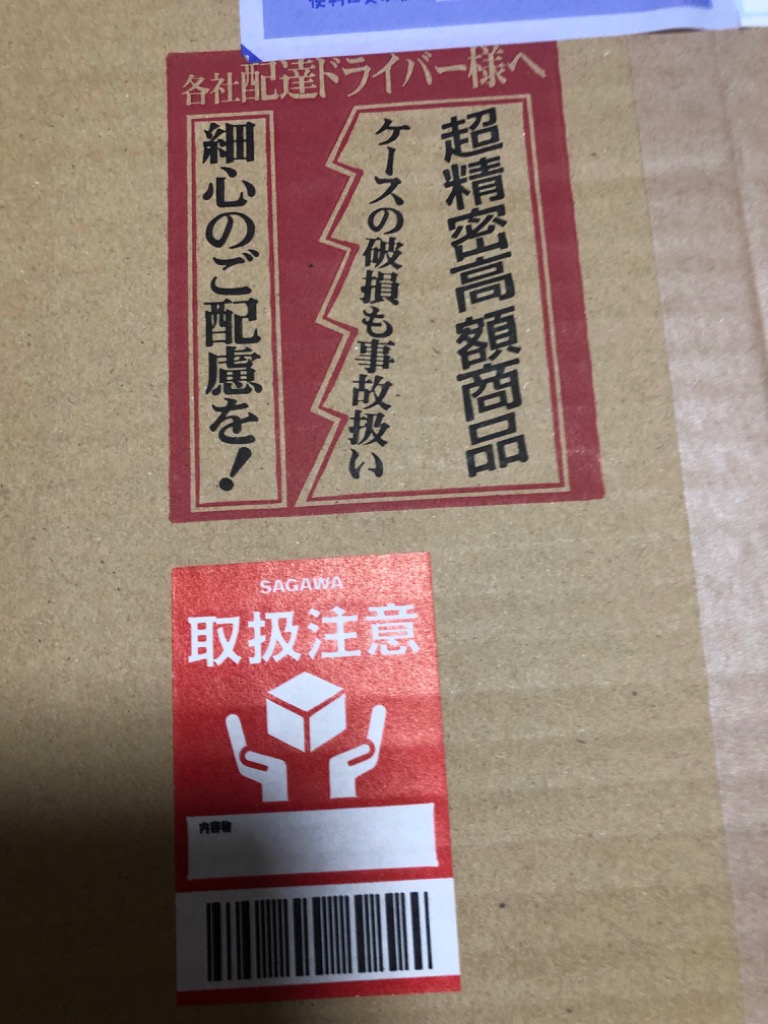 各社配達ドライバー様へ
超精密高額商品
ケースの破損も事故扱い
細心のご配慮を!
SAGAWA
取扱注意
内容物